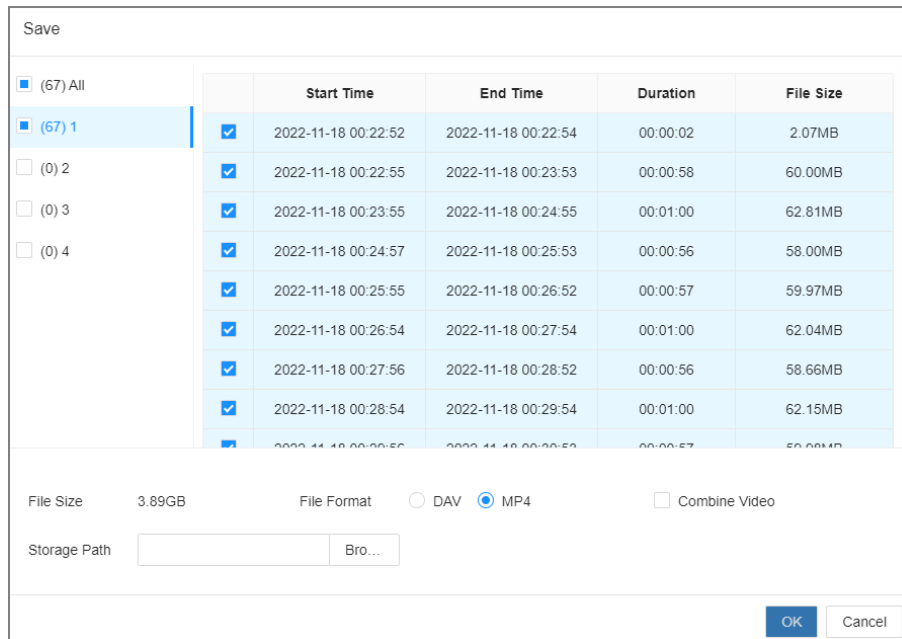 Save
(67) All
(67) 1
(0) 2
(0) 3
(0) 4
Start Time End Time Duration File Size
2022-11-18 00:22:52 2022-11-18 00:22:54 00:00:02 2.07MB
2022-11-18 00:22:55 2022-11-18 00:23:53 00:00:58 60.00MB
2022-11-18 00:23:55 2022-11-18 00:24:55 00:01:00 62.81MB
2022-11-18 00:24:57 2022-11-18 00:25:53 00:00:56 58.00MB
2022-11-18 00:25:55 2022-11-18 00:26:52 00:00:57 59.97MB
2022-11-18 00:26:54 2022-11-18 00:27:54 00:01:00 62.04MB
2022-11-18 00:27:56 2022-11-18 00:28:52 00:00:56 58.66MB
2022-11-18 00:28:54 2022-11-18 00:29:54 00:01:00 62.15MB
File Size 3.89GB File Format DAV MP4 Combine Video
Storage Path Bro...
OK Cancel